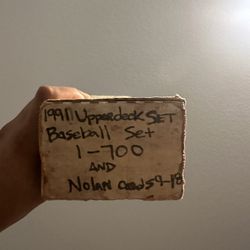 1991 Upperdeck SET
Baseball Set
1-700
AND
Nolan Cards 9-18